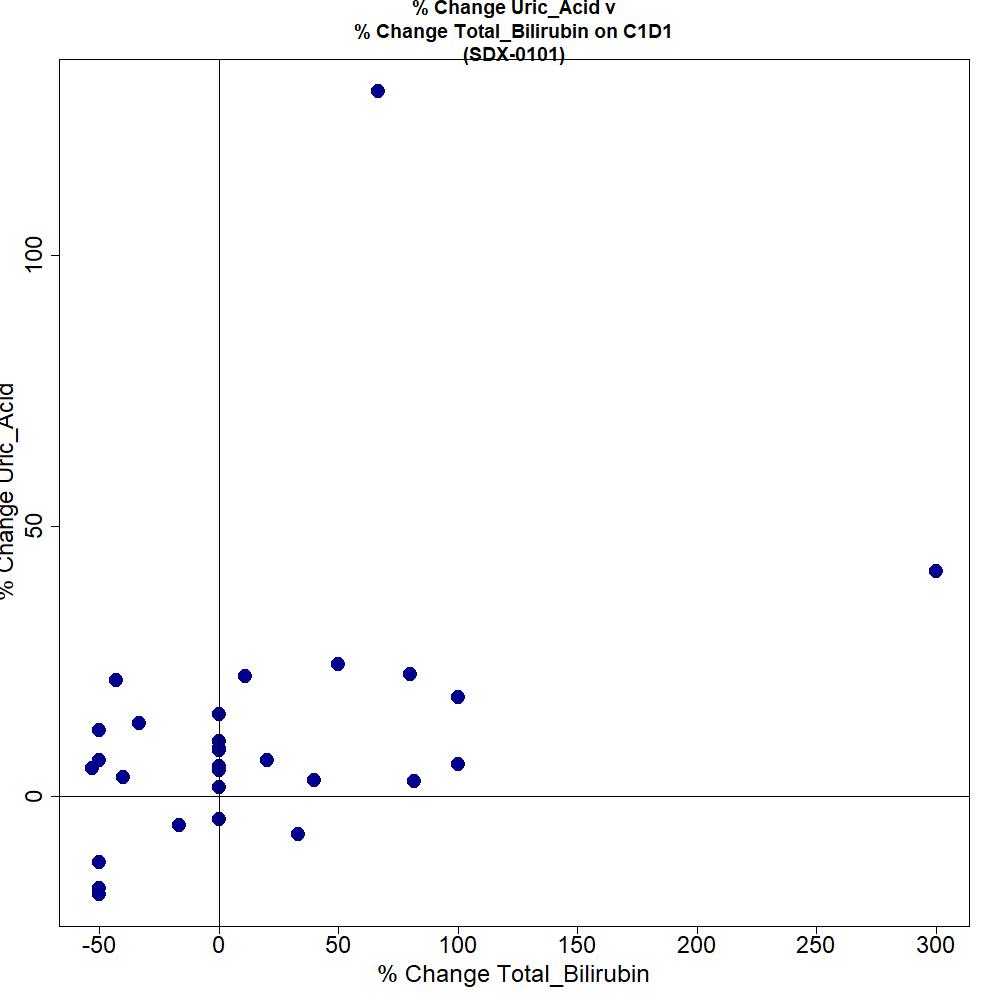 % Change Uric_Acid v
% Change Total_Bilirubin on C1D1
(SDX-0101)
% Change Uric_Acid
100
50
0
-50 0 50 100 150 200 250 300
% Change Total_Bilirubin